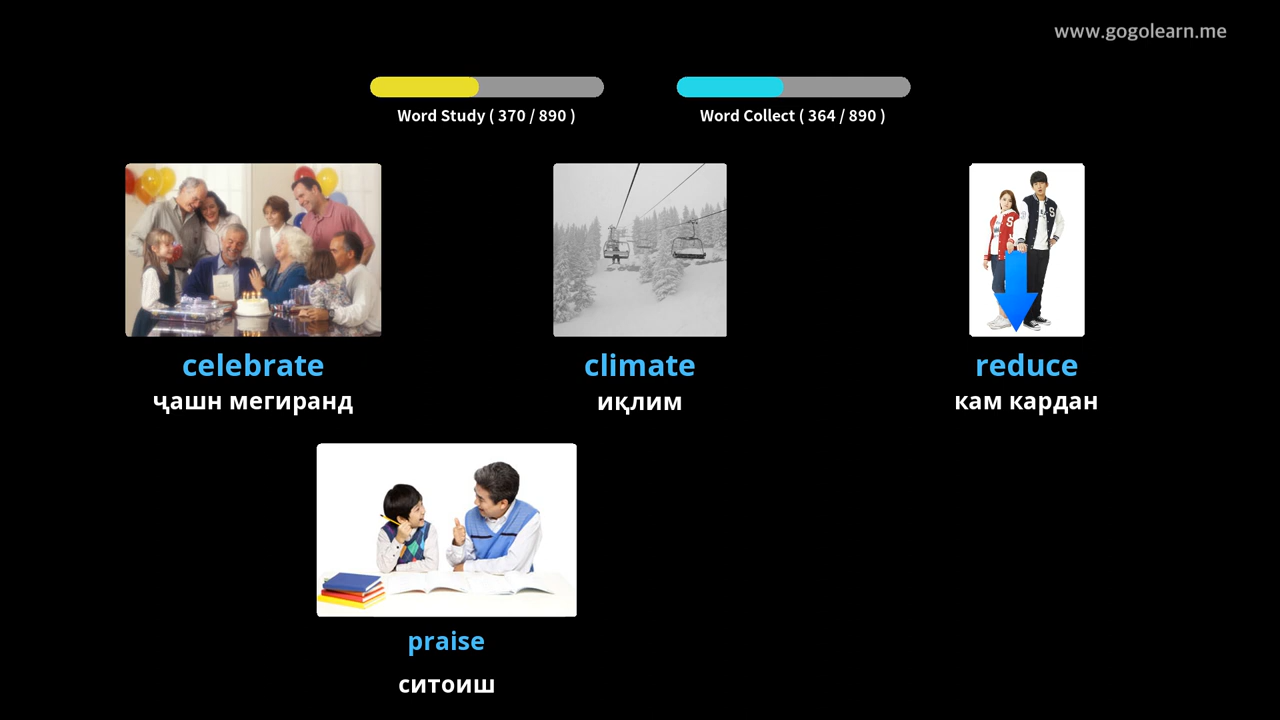 www.gogolearn.me
Word Study ( 370 / 890 )
Word Collect ( 364 / 890 )
celebrate
climate
reduce
ҷашн мегиранд
иқлим
кам кардан
praise
ситоиш